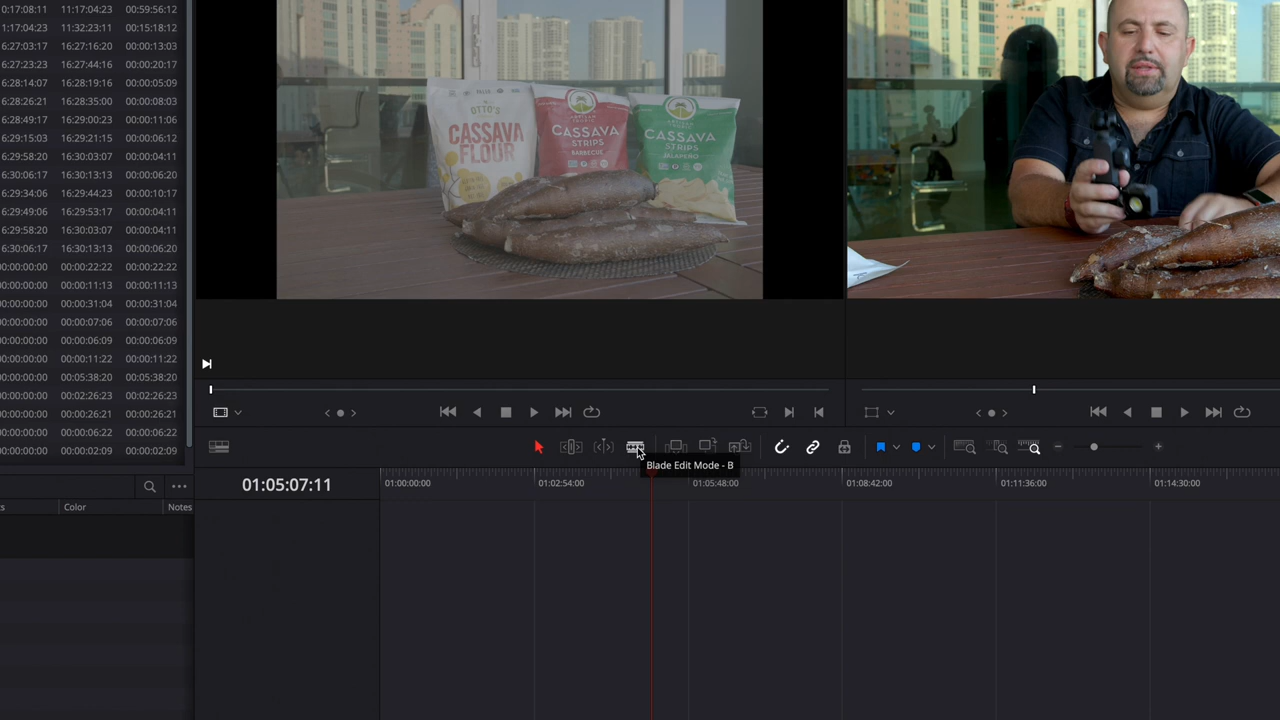 0:17:08:11 11:17:04:23 00:59:56:12
1:17:04:23 11:32:23:11 00:15:18:12
6:27:03:17 16:27:16:20 00:00:13:03
6:27:23:23 16:27:44:16 00:00:20:17
6:28:14:07 16:28:19:16 00:00:05:09
6:28:26:21 16:28:35:00 00:00:08:03
6:28:49:17 16:29:00:23 00:00:11:06
6:29:15:03 16:29:21:15 00:00:06:12
6:29:58:20 16:30:03:07 00:00:04:11
6:30:06:17 16:30:13:13 00:00:06:20
6:29:34:06 16:29:44:23 00:00:10:17
6:29:49:06 16:29:53:17 00:00:04:11
6:29:58:20 16:30:03:07 00:00:04:11
6:30:06:17 16:30:13:13 00:00:06:20
00:00:00:00 00:00:22:22 00:00:22:22
00:00:00:00 00:00:11:13 00:00:11:13
00:00:00:00 00:00:31:04 00:00:31:04
00:00:00:00 00:00:07:06 00:00:07:06
00:00:00:00 00:00:06:09 00:00:06:09
00:00:00:00 00:00:11:22 00:00:11:22
00:00:00:00 00:05:38:20 00:05:38:20
00:00:00:00 00:02:26:23 00:02:26:23
00:00:00:00 00:00:26:21 00:00:26:21
00:00:00:00 00:00:06:22 00:00:06:22
00:00:00:00 00:00:02:09 00:00:02:09
OTTO'S
CASSAVA
FLOUR
CASSAVA
STRIPS
BARBECUE
CASSAVA
STRIPS
JALAPEÑO
Blade Edit Mode - B
01:05:07:11
01:00:00:00 01:02:54:00 01:05:48:00 01:08:42:00 01:11:36:00 01:14:30:00
s Color Notes